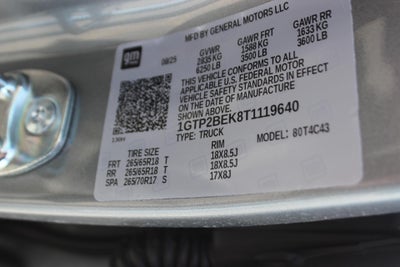 MFD BY GENERAL MOTORS LLC
gm 08/25 GVWR GAWR FRT GAWR RR
2835 KG 1588 KG 1633 KG
6250 LB 3500 LB 3600 LB
THIS VEHICLE CONFORMS TO ALL
APPLICABLE U.S. FEDERAL MOTOR
VEHICLE SAFETY STANDARDS IN EFFECT
ON THE DATE OF MANUFACTURE
SHOWN ABOVE.
1GTP2BEK8T1119640
TYPE: TRUCK MODEL: 80T4C43
TIRE SIZE RIM
FRT 265/65R18 T 18X8.5J
RR 265/65R18 T 18X8.5J
SPA 265/70R17 S 17X8J